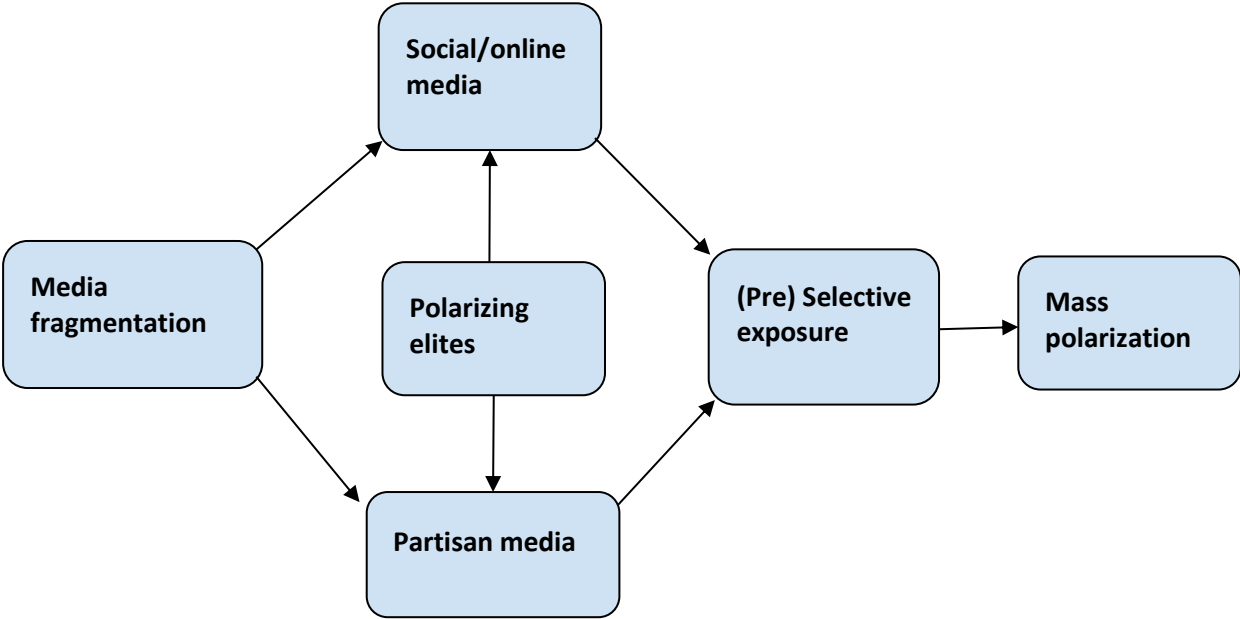 Social/online
media
Media
fragmentation
Polarizing
elites
(Pre) Selective
exposure
Mass
polarization
Partisan media